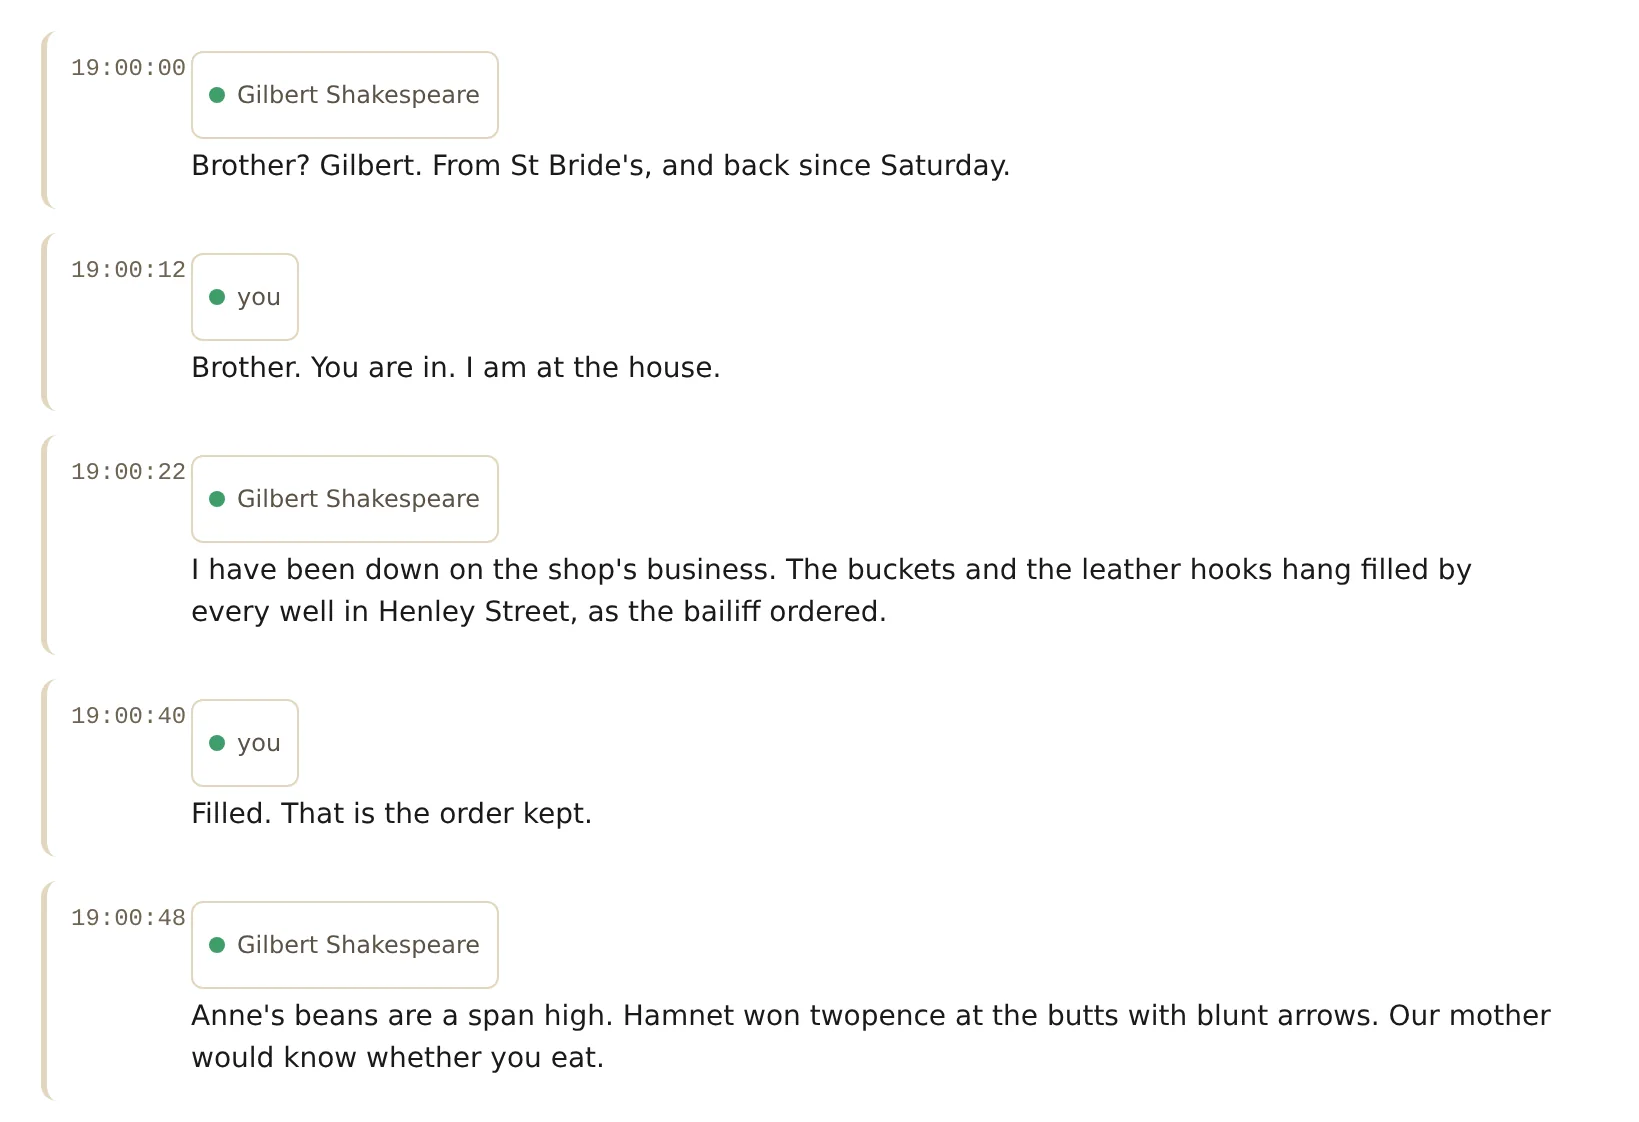 19:00:00 Gilbert Shakespeare
Brother? Gilbert. From St Bride's, and back since Saturday.
19:00:12 you
Brother. You are in. I am at the house.
19:00:22 Gilbert Shakespeare
I have been down on the shop's business. The buckets and the leather hooks hang filled by
every well in Henley Street, as the bailiff ordered.
19:00:40 you
Filled. That is the order kept.
19:00:48 Gilbert Shakespeare
Anne's beans are a span high. Hamnet won twopence at the butts with blunt arrows. Our mother
would know whether you eat.